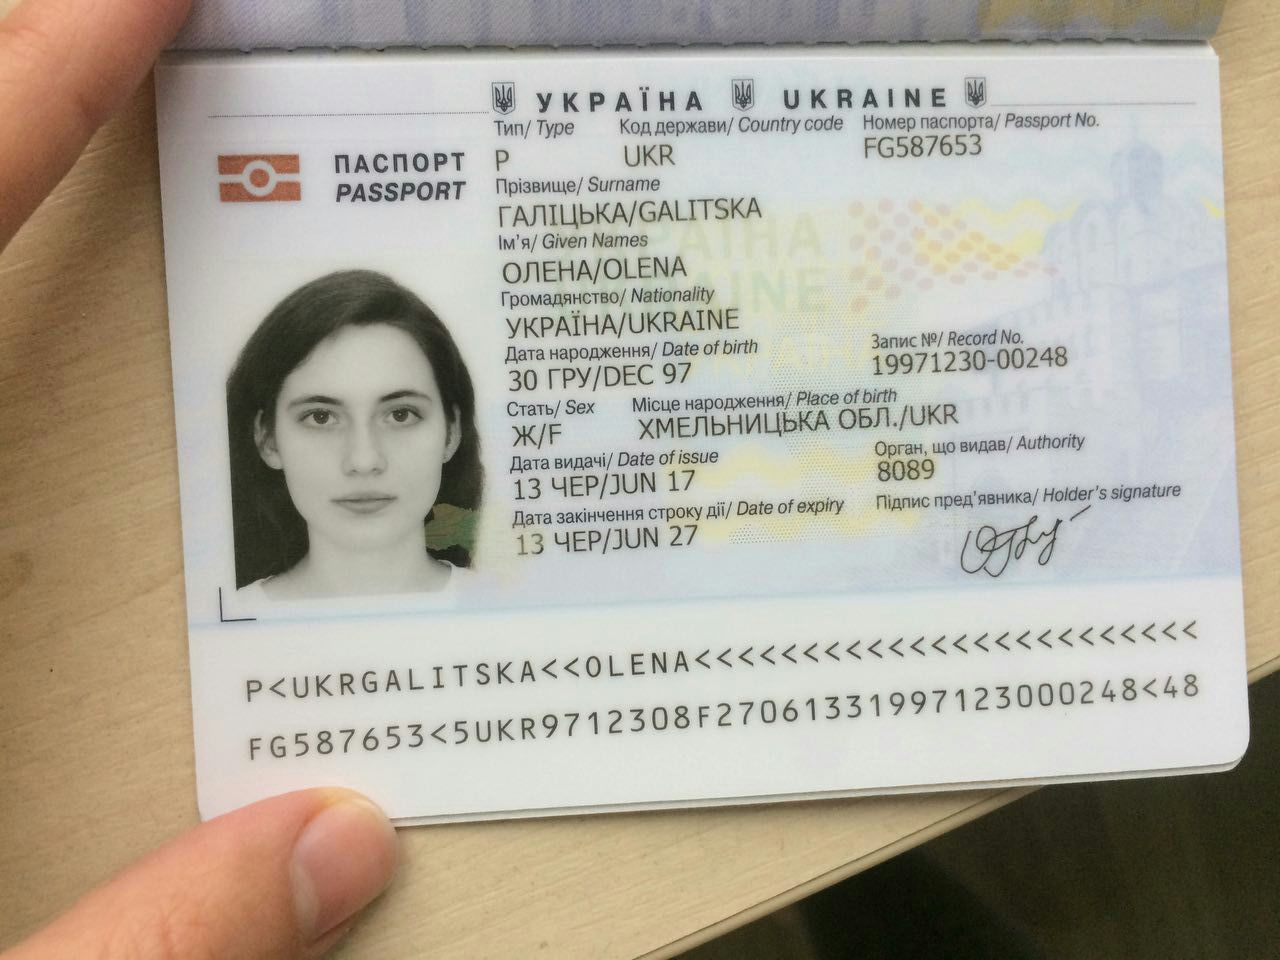 УКРАЇНА UKRAINE
Тип/ Type Код держави/ Country code Номер паспорта/ Passport No.
P UKR FG587653
ПАСПОРТ
PASSPORT
Прізвище/ Surname
ГАЛІЦЬКА/GALITSKA
Ім'я/ Given Names
ОЛЕНА/OLENA
Громадянство/ Nationality
УКРАЇНА/UKRAINE
Дата народження/ Date of birth Запис №/ Record No.
30 ГРУ/DEC 97 19971230-00248
Стать/ Sex Місце народження/ Place of birth
Ж/F ХМЕЛЬНИЦЬКА ОБЛ./UKR
Дата видачі/ Date of issue Орган, що видав/ Authority
13 ЧЕР/JUN 17 8089
Дата закінчення строку дії/ Date of expiry Підпис пред'явника/ Holder's signature
13 ЧЕР/JUN 27
P<UKRGALITSKA<<OLENA<<<<<<<<<<<<<<<<<<<<<<<<
FG587653<5UKR9712308F2706133199712300​0248<48